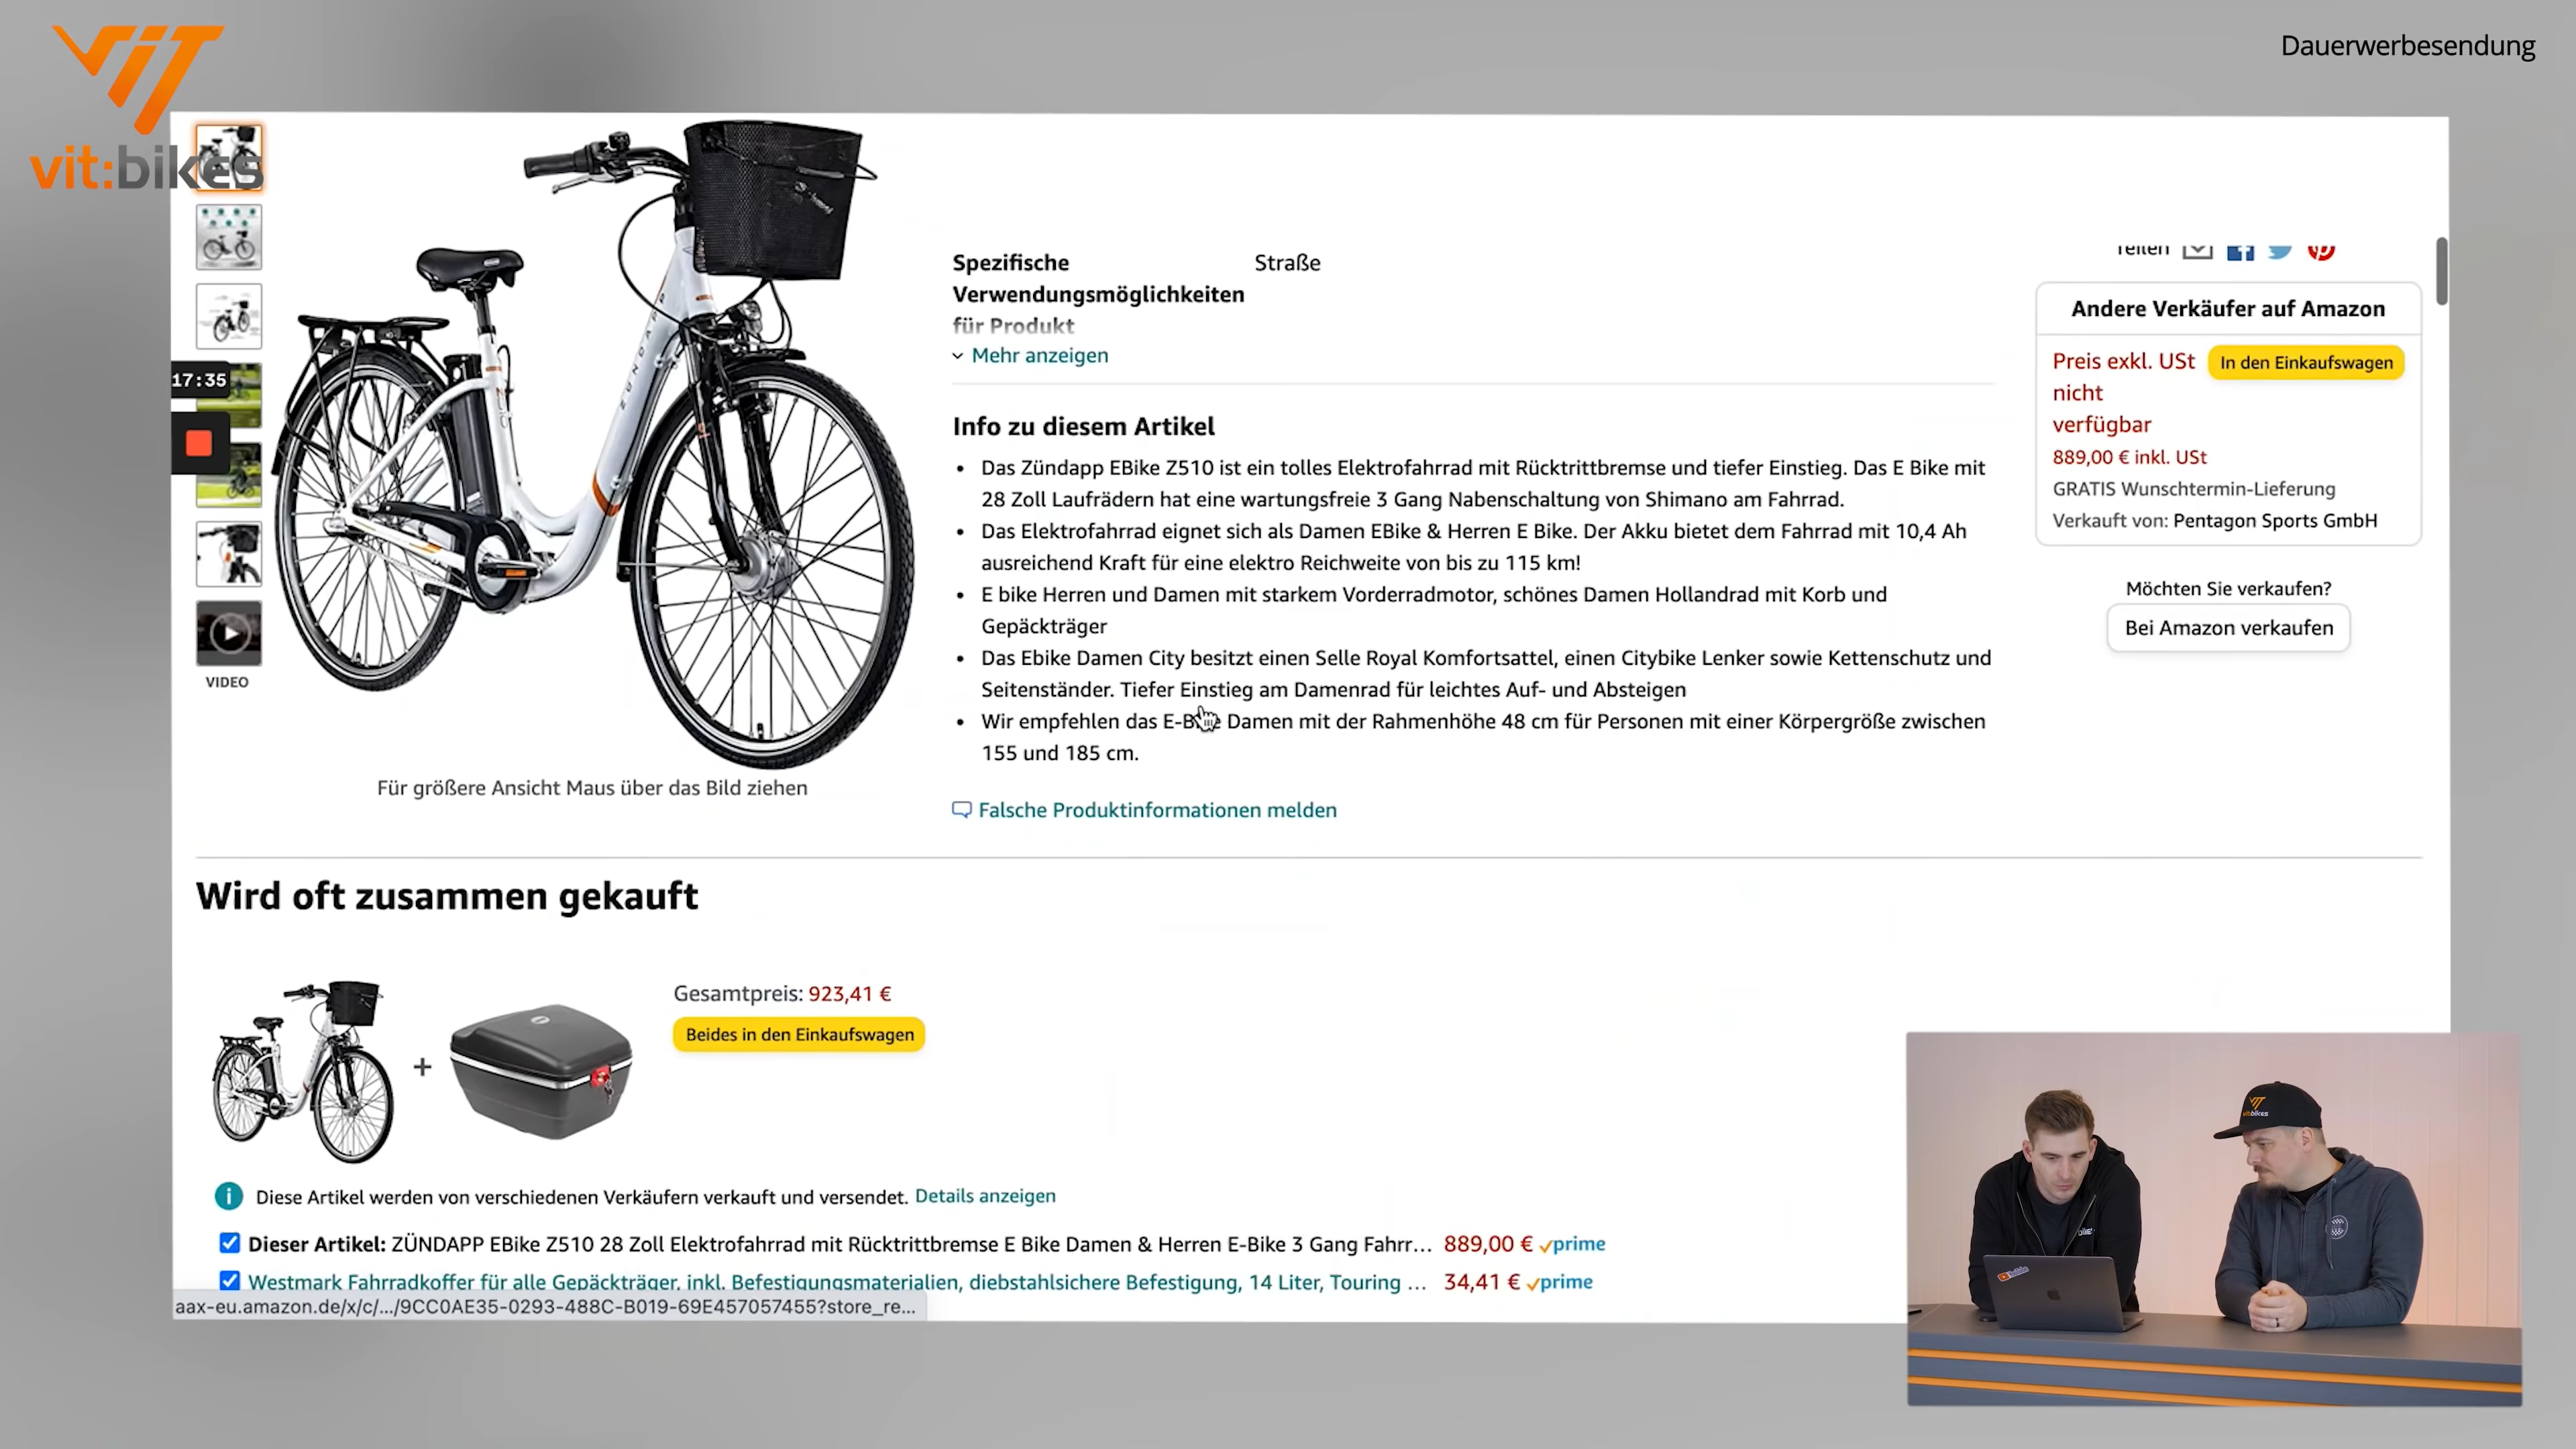 Dauerwerbesendung
vit:bikes
Teilen
Spezifische
Verwendungsmöglichkeiten
für Produkt
Straße
Mehr anzeigen
Andere Verkäufer auf Amazon
Preis exkl. USt
nicht
verfügbar
In den Einkaufswagen
889,00 € inkl. USt
GRATIS Wunschtermin-Lieferung
Verkauft von: Pentagon Sports GmbH
Möchten Sie verkaufen?
Bei Amazon verkaufen
17:35
ZÜNDAPP
VIDEO
Für größere Ansicht Maus über das Bild ziehen
Info zu diesem Artikel
• Das Zündapp EBike Z510 ist ein tolles Elektrofahrrad mit Rücktrittbremse und tiefer Einstieg. Das E Bike mit
28 Zoll Laufrädern hat eine wartungsfreie 3 Gang Nabenschaltung von Shimano am Fahrrad.
• Das Elektrofahrrad eignet sich als Damen EBike & Herren E Bike. Der Akku bietet dem Fahrrad mit 10,4 Ah
ausreichend Kraft für eine elektro Reichweite von bis zu 115 km!
• E bike Herren und Damen mit starkem Vorderradmotor, schönes Damen Hollandrad mit Korb und
Gepäckträger
• Das Ebike Damen City besitzt einen Selle Royal Komfortsattel, einen Citybike Lenker sowie Kettenschutz und
Seitenständer. Tiefer Einstieg am Damenrad für leichtes Auf- und Absteigen
• Wir empfehlen das E-Bike Damen mit der Rahmenhöhe 48 cm für Personen mit einer Körpergröße zwischen
155 und 185 cm.
Falsche Produktinformationen melden
Wird oft zusammen gekauft
+
Gesamtpreis: 923,41 €
Beides in den Einkaufswagen
Diese Artikel werden von verschiedenen Verkäufern verkauft und versendet. Details anzeigen
Dieser Artikel: ZÜNDAPP EBike Z510 28 Zoll Elektrofahrrad mit Rücktrittbremse E Bike Damen & Herren E-Bike 3 Gang Fahrr... 889,00 € prime
Westmark Fahrradkoffer für alle Gepäckträger, inkl. Befestigungsmaterialien, diebstahlsichere Befestigung, 14 Liter, Touring ... 34,41 € prime
aax-eu.amazon.de/x/c/.../9CC0AE35-0293-488C-B019-69E457057455?store_re...
vit:bikes